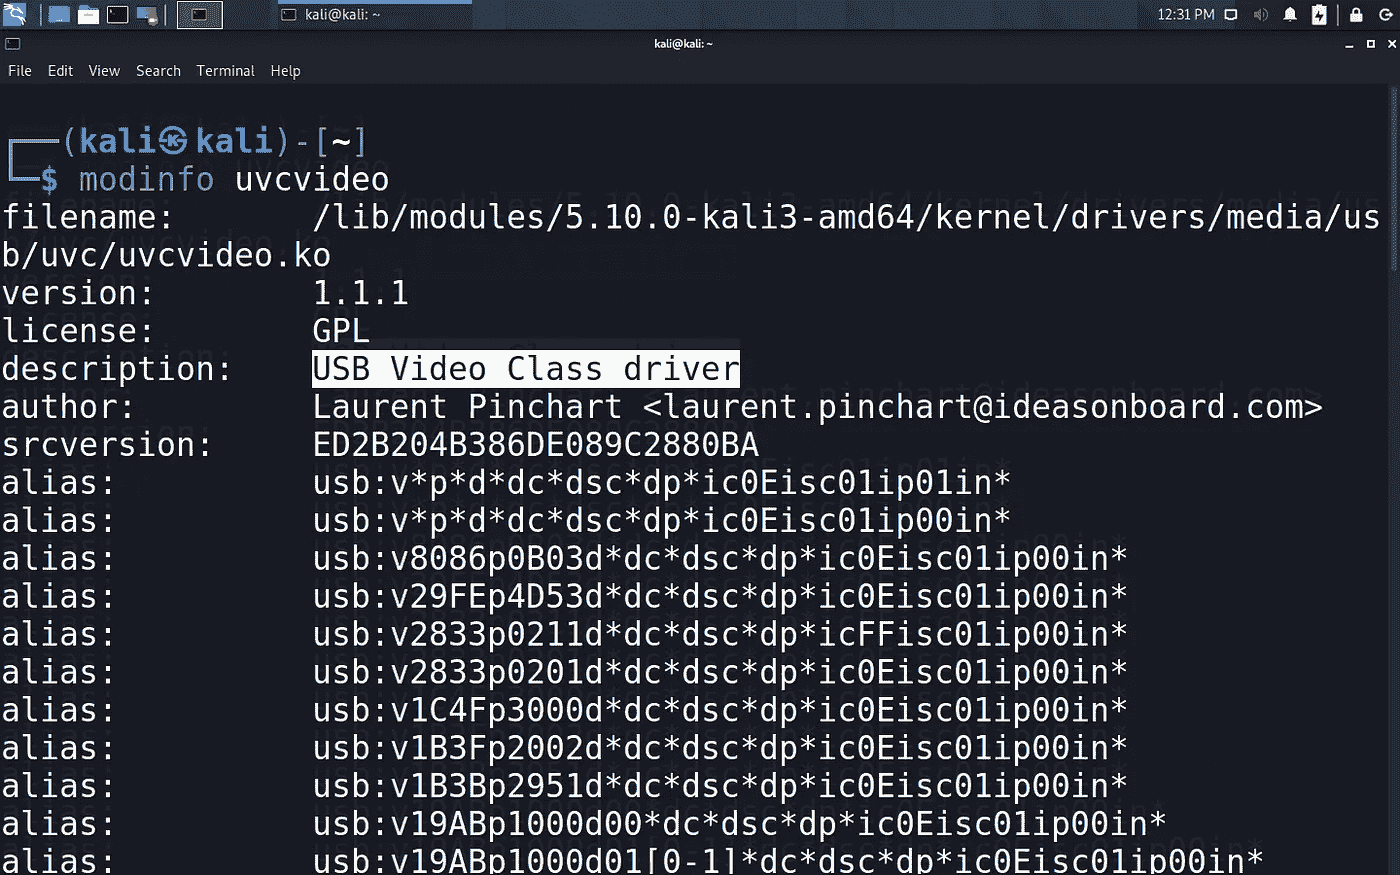 kali@kali: ~
12:31 PM
kali@kali: ~
File Edit View Search Terminal Help
(kali㉿kali)-[~]
$ modinfo uvcvideo
filename: /lib/modules/5.10.0-kali3-amd64/kernel/drivers/media/us
b/uvc/uvcvideo.ko
version: 1.1.1
license: GPL
description: USB Video Class driver
author: Laurent Pinchart <laurent.pinchart@ideasonboard.com>
srcversion: ED2B204B386DE089C2880BA
alias: usb:v*p*d*dc*dsc*dp*ic0Eisc01ip01in*
alias: usb:v*p*d*dc*dsc*dp*ic0Eisc01ip00in*
alias: usb:v8086p0B03d*dc*dsc*dp*ic0Eisc01ip00in*
alias: usb:v29FEp4D53d*dc*dsc*dp*ic0Eisc01ip00in*
alias: usb:v2833p0211d*dc*dsc*dp*icFFisc01ip00in*
alias: usb:v2833p0201d*dc*dsc*dp*ic0Eisc01ip00in*
alias: usb:v1C4Fp3000d*dc*dsc*dp*ic0Eisc01ip00in*
alias: usb:v1B3Fp2002d*dc*dsc*dp*ic0Eisc01ip00in*
alias: usb:v1B3Bp2951d*dc*dsc*dp*ic0Eisc01ip00in*
alias: usb:v19ABp1000d00*dc*dsc*dp*ic0Eisc01ip00in*
alias: usb:v19ABp1000d01[0-1]*dc*dsc*dp*ic0Eisc01ip00in*